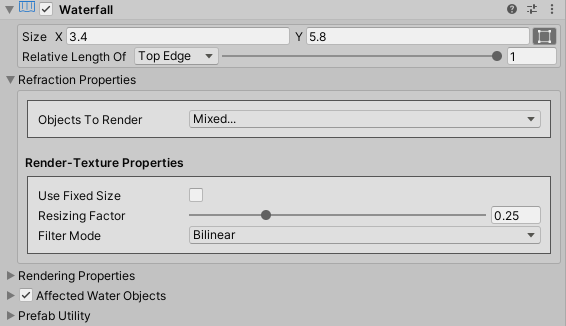 Waterfall
Size X 3.4 Y 5.8
Relative Length Of Top Edge 1
Refraction Properties
Objects To Render Mixed...
Render-Texture Properties
Use Fixed Size
Resizing Factor 0.25
Filter Mode Bilinear
Rendering Properties
Affected Water Objects
Prefab Utility